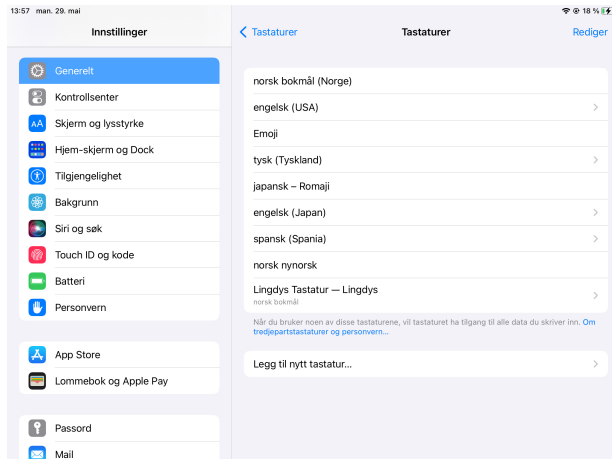 13:57 man. 29. mai
18 %
Innstillinger
Tastaturer
Tastaturer
Rediger
Generelt
Kontrollsenter
Skjerm og lysstyrke
Hjem-skjerm og Dock
Tilgjengelighet
Bakgrunn
Siri og søk
Touch ID og kode
Batteri
Personvern
App Store
Lommebok og Apple Pay
Passord
Mail
norsk bokmål (Norge)
engelsk (USA)
Emoji
tysk (Tyskland)
japansk – Romaji
engelsk (Japan)
spansk (Spania)
norsk nynorsk
Lingdys Tastatur — Lingdys
norsk bokmål
Når du bruker noen av disse tastaturene, vil tastaturet ha tilgang til alle data du skriver inn. Om
tredjepartstastaturer og personvern...
Legg til nytt tastatur...